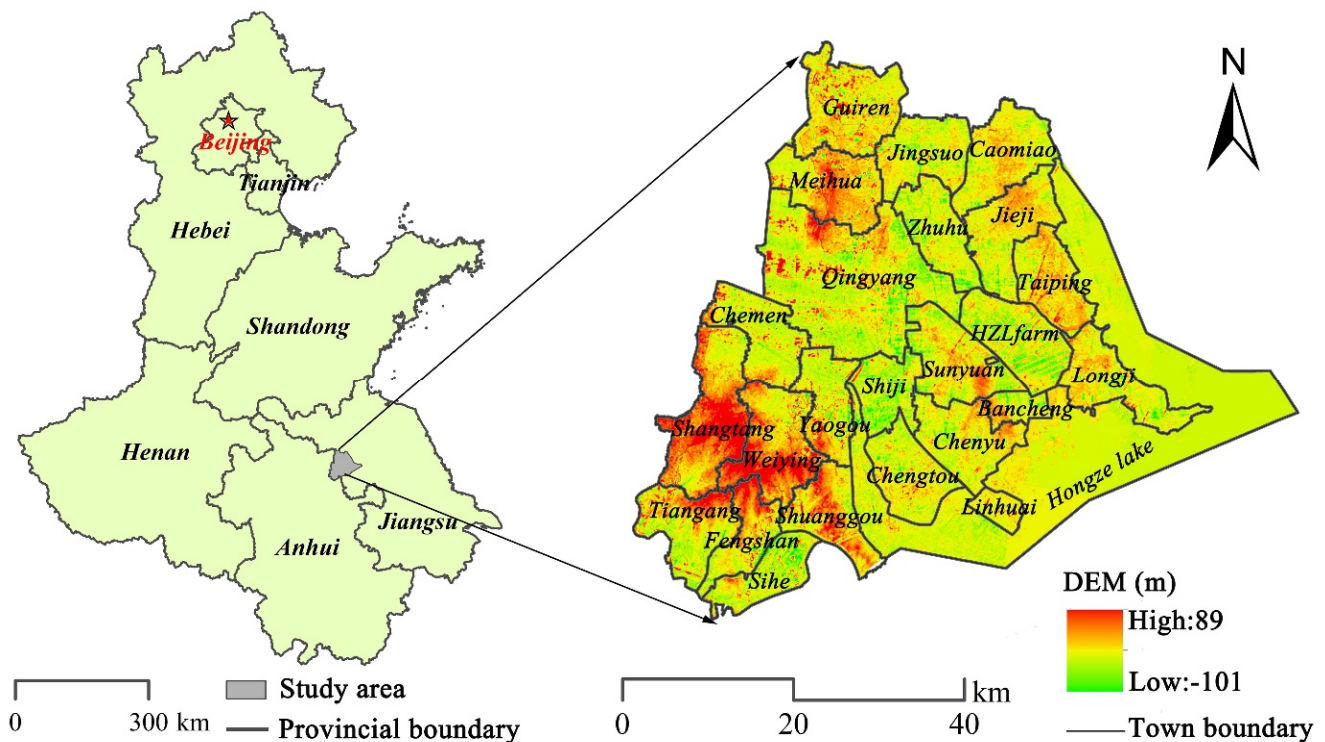 Beijing
Tianjin
Hebei
Shandong
Henan
Anhui
Jiangsu
0
300 km
Study area
Provincial boundary
N
Guiren
Jingsuo
Caomiao
Meihua
Jieji
Zhuhu
Qingyang
Taiping
Chemen
HZLfarm
Sunyuan
Shiji
Longji
Bancheng
Shangtang
Yaogou
Chenyu
Weiying
Chengtou
Hongze lake
Linhuai
Tiangang
Shuanggou
Fengshan
Sihe
DEM (m)
High:89
Low:-101
0
20
40
km
Town boundary